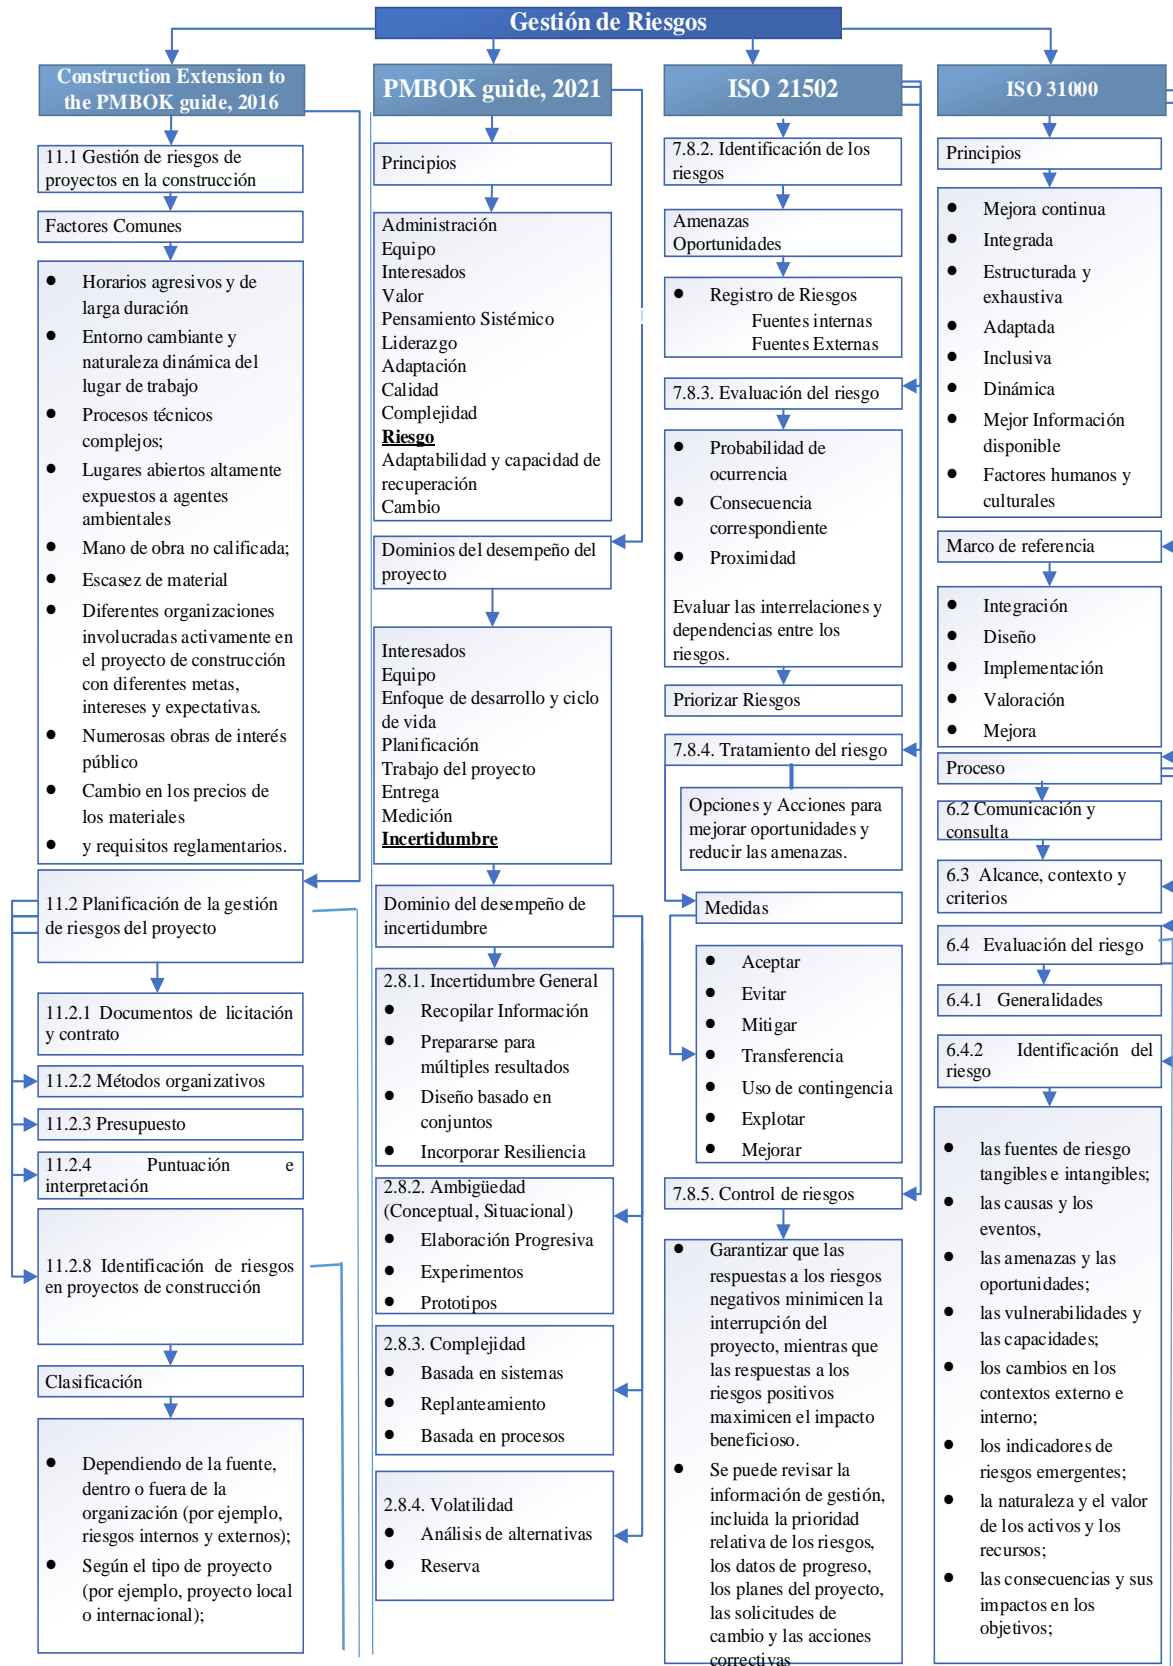 Gestión de Riesgos
Construction Extension to
the PMBOK guide, 2016
11.1 Gestión de riesgos de
proyectos en la construcción
Factores Comunes
● Horarios agresivos y de
larga duración
● Entorno cambiante y
naturaleza dinámica del
lugar de trabajo
● Procesos técnicos
complejos;
● Lugares abiertos altamente
expuestos a agentes
ambientales
● Mano de obra no calificada;
● Escasez de material
● Diferentes organizaciones
involucradas activamente en
el proyecto de construcción
con diferentes metas,
intereses y expectativas.
● Numerosas obras de interés
público
● Cambio en los precios de
los materiales
● y requisitos reglamentarios.
11.2 Planificación de la gestión
de riesgos del proyecto
11.2.1 Documentos de licitación
y contrato
11.2.2 Métodos organizativos
11.2.3 Presupuesto
11.2.4 Puntuación e
interpretación
11.2.8 Identificación de riesgos
en proyectos de construcción
Clasificación
● Dependiendo de la fuente,
dentro o fuera de la
organización (por ejemplo,
riesgos internos y externos);
● Según el tipo de proyecto
(por ejemplo, proyecto local
o internacional);
PMBOK guide, 2021
Principios
Administración
Equipo
Interesados
Valor
Pensamiento Sistémico
Liderazgo
Adaptación
Calidad
Complejidad
Riesgo
Adaptabilidad y capacidad de
recuperación
Cambio
Dominios del desempeño del
proyecto
Interesados
Equipo
Enfoque de desarrollo y ciclo
de vida
Planificación
Trabajo del proyecto
Entrega
Medición
Incertidumbre
Dominio del desempeño de
incertidumbre
2.8.1. Incertidumbre General
● Recopilar Información
● Prepararse para
múltiples resultados
● Diseño basado en
conjuntos
● Incorporar Resiliencia
2.8.2. Ambigüedad
(Conceptual, Situacional)
● Elaboración Progresiva
● Experimentos
● Prototipos
2.8.3. Complejidad
● Basada en sistemas
● Replanteamiento
● Basada en procesos
2.8.4. Volatilidad
● Análisis de alternativas
● Reserva
ISO 21502
7.8.2. Identificación de los
riesgos
Amenazas
Oportunidades
● Registro de Riesgos
Fuentes internas
Fuentes Externas
7.8.3. Evaluación del riesgo
● Probabilidad de
ocurrencia
● Consecuencia
correspondiente
● Proximidad
Evaluar las interrelaciones y
dependencias entre los
riesgos.
Priorizar Riesgos
7.8.4. Tratamiento del riesgo
Opciones y Acciones para
mejorar oportunidades y
reducir las amenazas.
Medidas
● Aceptar
● Evitar
● Mitigar
● Transferencia
● Uso de contingencia
● Explotar
● Mejorar
7.8.5. Control de riesgos
● Garantizar que las
respuestas a los riesgos
negativos minimicen la
interrupción del
proyecto, mientras que
las respuestas a los
riesgos positivos
maximicen el impacto
beneficioso.
● Se puede revisar la
información de gestión,
incluida la prioridad
relativa de los riesgos,
los datos de progreso,
los planes del proyecto,
las solicitudes de
cambio y las acciones
correctivas
ISO 31000
Principios
● Mejora continua
● Integrada
● Estructurada y
exhaustiva
● Adaptada
● Inclusiva
● Dinámica
● Mejor Información
disponible
● Factores humanos y
culturales
Marco de referencia
● Integración
● Diseño
● Implementación
● Valoración
● Mejora
Proceso
6.2 Comunicación y
consulta
6.3 Alcance, contexto y
criterios
6.4 Evaluación del riesgo
6.4.1 Generalidades
6.4.2 Identificación del
riesgo
● las fuentes de riesgo
tangibles e intangibles;
● las causas y los
eventos,
● las amenazas y las
oportunidades;
● las vulnerabilidades y
las capacidades;
● los cambios en los
contextos externo e
interno;
● los indicadores de
riesgos emergentes;
● la naturaleza y el valor
de los activos y los
recursos;
● las consecuencias y sus
impactos en los
objetivos;